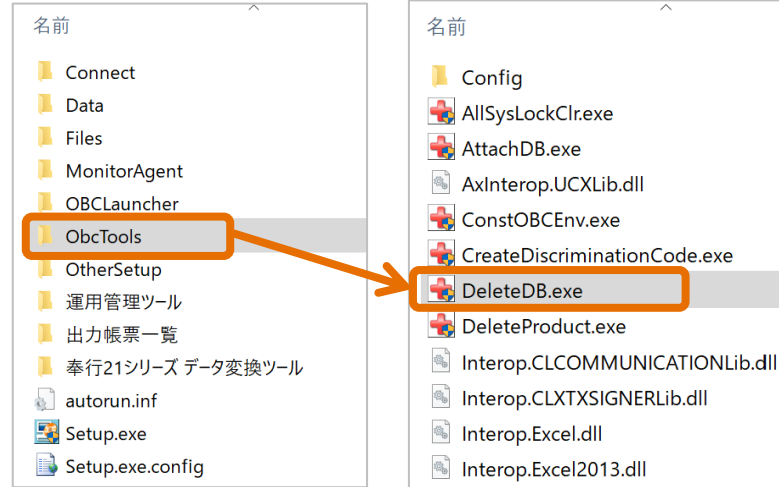 名前
Connect
Data
Files
MonitorAgent
OBCLauncher
ObcTools
OtherSetup
運用管理ツール
出力帳票一覧
奉行21シリーズ データ変換ツール
autorun.inf
Setup.exe
Setup.exe.config
名前
Config
AllSysLockClr.exe
AttachDB.exe
AxInterop.UCXLib.dll
ConstOBCEnv.exe
CreateDiscriminationCode.exe
DeleteDB.exe
DeleteProduct.exe
Interop.CLCOMMUNICATIONLib.dll
Interop.CLXTXSIGNERLib.dll
Interop.Excel.dll
Interop.Excel2013.dll